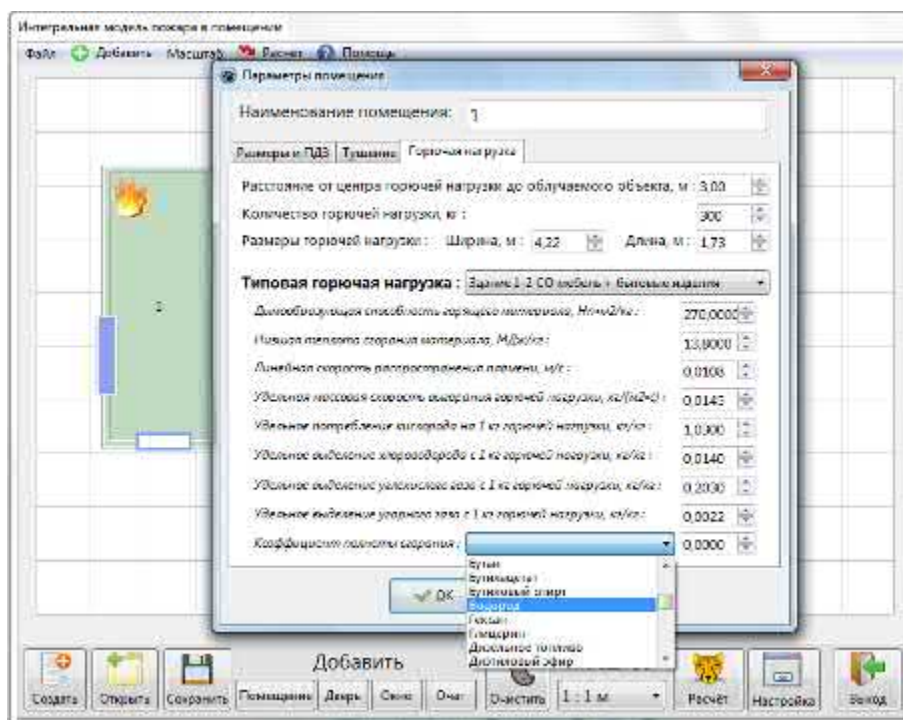 Интегральная модель пожара в помещении
Файл Добавить Масштаб Расчет Помощь
Параметры помещения
Наименование помещения: 1
Размеры и ПДЗ Тушение Горючая нагрузка
Расстояние от центра горючей нагрузки до облучаемого объекта, м : 3,00
Количество горючей нагрузки, кг : 300
Размеры горючей нагрузки : Ширина, м : 4,22 Длина, м : 1,73
Типовая горючая нагрузка : Здание 1-2 СО мебель + бытовые изделия
Дымообразующая способность горящего материала, Нп*м2/кг : 270,0000
Низшая теплота сгорания материала, МДж/кг : 13,8000
Линейная скорость распространения пламени, м/с : 0,0108
Удельная массовая скорость выгорания горючей нагрузки, кг/(м2*с) : 0,0145
Удельное потребление кислорода на 1 кг горючей нагрузки, кг/кг : 1,0300
Удельное выделение хлороводорода с 1 кг горючей нагрузки, кг/кг : 0,0140
Удельное выделение углекислого газа с 1 кг горючей нагрузки, кг/кг : 0,2030
Удельное выделение угарного газа с 1 кг горючей нагрузки, кг/кг : 0,0022
Коэффициент полноты сгорания : 0,0000
Бутан
Бутилацетат
Бутиловый спирт
Водород
Гексан
Глицерин
Дизельное топливо
Диэтиловый эфир
OK
1
Добавить
Создать Открыть Сохранить Помещение Дверь Окно Очаг Очистить 1 : 1 м Расчёт Настройка Выход